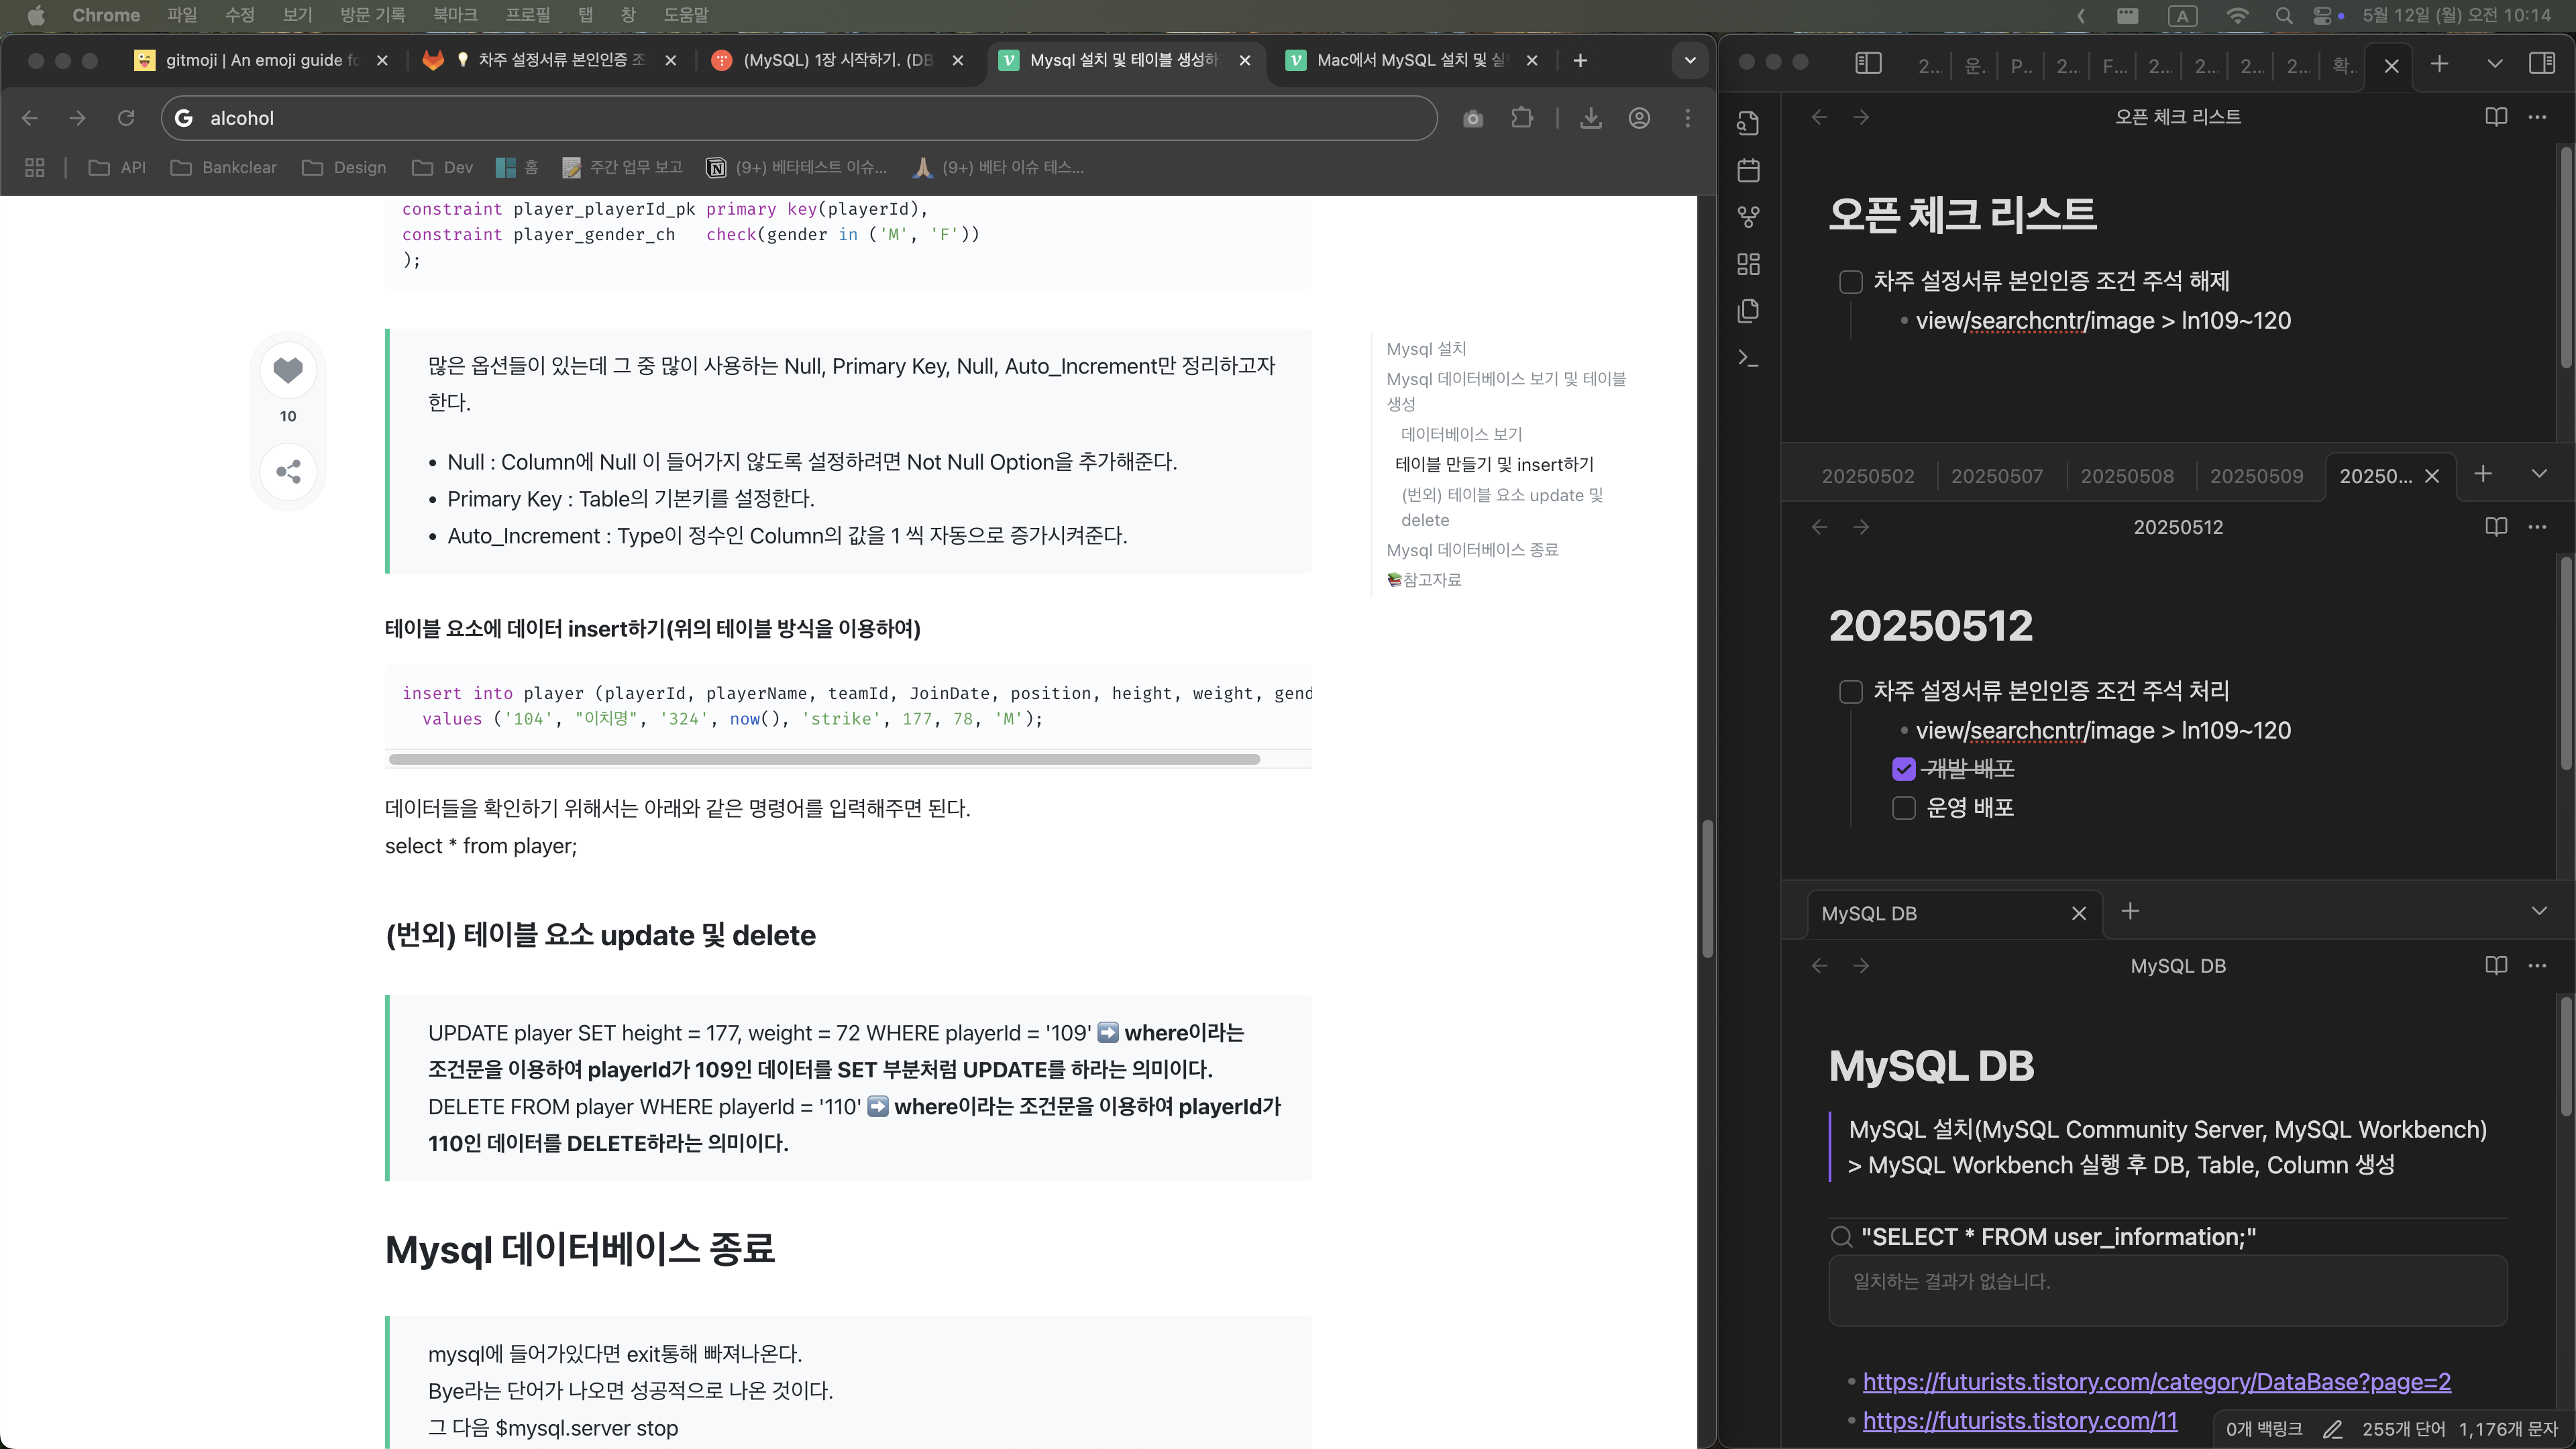 Chrome 파일 수정 보기 방문 기록 북마크 프로필 탭 창 도움말
A 5월 12일 (월) 오전 10:14
gitmoji | An emoji guide fo
차주 설정서류 본인인증 조
(MySQL) 1장 시작하기. (DB
Mysql 설치 및 테이블 생성하
Mac에서 MySQL 설치 및 실
alcohol
API Bankclear Design Dev 홈 주간 업무 보고 (9+) 베타테스트 이슈... (9+) 베타 이슈 테스...
constraint player_playerId_pk primary key(playerId),
constraint player_gender_ch check(gender in ('M', 'F'))
);
10
많은 옵션들이 있는데 그 중 많이 사용하는 Null, Primary Key, Null, Auto_Increment만 정리하고자
한다.
• Null : Column에 Null 이 들어가지 않도록 설정하려면 Not Null Option을 추가해준다.
• Primary Key : Table의 기본키를 설정한다.
• Auto_Increment : Type이 정수인 Column의 값을 1 씩 자동으로 증가시켜준다.
테이블 요소에 데이터 insert하기(위의 테이블 방식을 이용하여)
insert into player (playerId, playerName, teamId, JoinDate, position, height, weight, gend
values ('104', "이치명", '324', now(), 'strike', 177, 78, 'M');
데이터들을 확인하기 위해서는 아래와 같은 명령어를 입력해주면 된다.
select * from player;
(번외) 테이블 요소 update 및 delete
UPDATE player SET height = 177, weight = 72 WHERE playerId = '109' ➡️ where이라는
조건문을 이용하여 playerId가 109인 데이터를 SET 부분처럼 UPDATE를 하라는 의미이다.
DELETE FROM player WHERE playerId = '110' ➡️ where이라는 조건문을 이용하여 playerId가
110인 데이터를 DELETE하라는 의미이다.
Mysql 데이터베이스 종료
mysql에 들어가있다면 exit통해 빠져나온다.
Bye라는 단어가 나오면 성공적으로 나온 것이다.
그 다음 $mysql.server stop
Mysql 설치
Mysql 데이터베이스 보기 및 테이블
생성
데이터베이스 보기
테이블 만들기 및 insert하기
(번외) 테이블 요소 update 및
delete
Mysql 데이터베이스 종료
📚참고자료
2... 운.. P... 2... F... 2... 2... 2... 2... 확..
오픈 체크 리스트
오픈 체크 리스트
차주 설정서류 본인인증 조건 주석 해제
• view/searchcntr/image > ln109~120
20250502 20250507 20250508 20250509 20250...
20250512
20250512
차주 설정서류 본인인증 조건 주석 처리
• view/searchcntr/image > ln109~120
개발 배포
운영 배포
MySQL DB
MySQL DB
MySQL DB
MySQL 설치(MySQL Community Server, MySQL Workbench)
> MySQL Workbench 실행 후 DB, Table, Column 생성
"SELECT * FROM user_information;"
일치하는 결과가 없습니다.
• https://futurists.tistory.com/category/DataBase?page=2
• https://futurists.tistory.com/11
0개 백링크 255개 단어 1,176개 문자